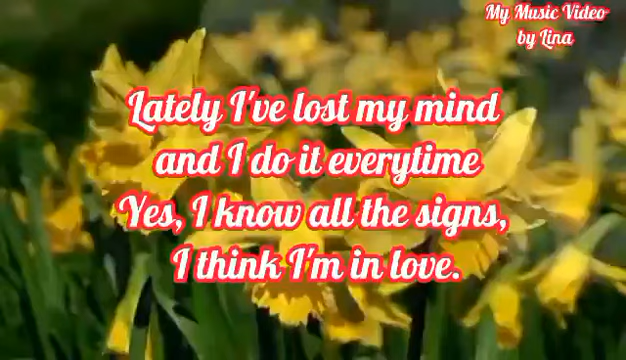 My Music Video
by Lina
Lately I've lost my mind
and I do it everytime
Yes, I know all the signs,
I think I'm in love.